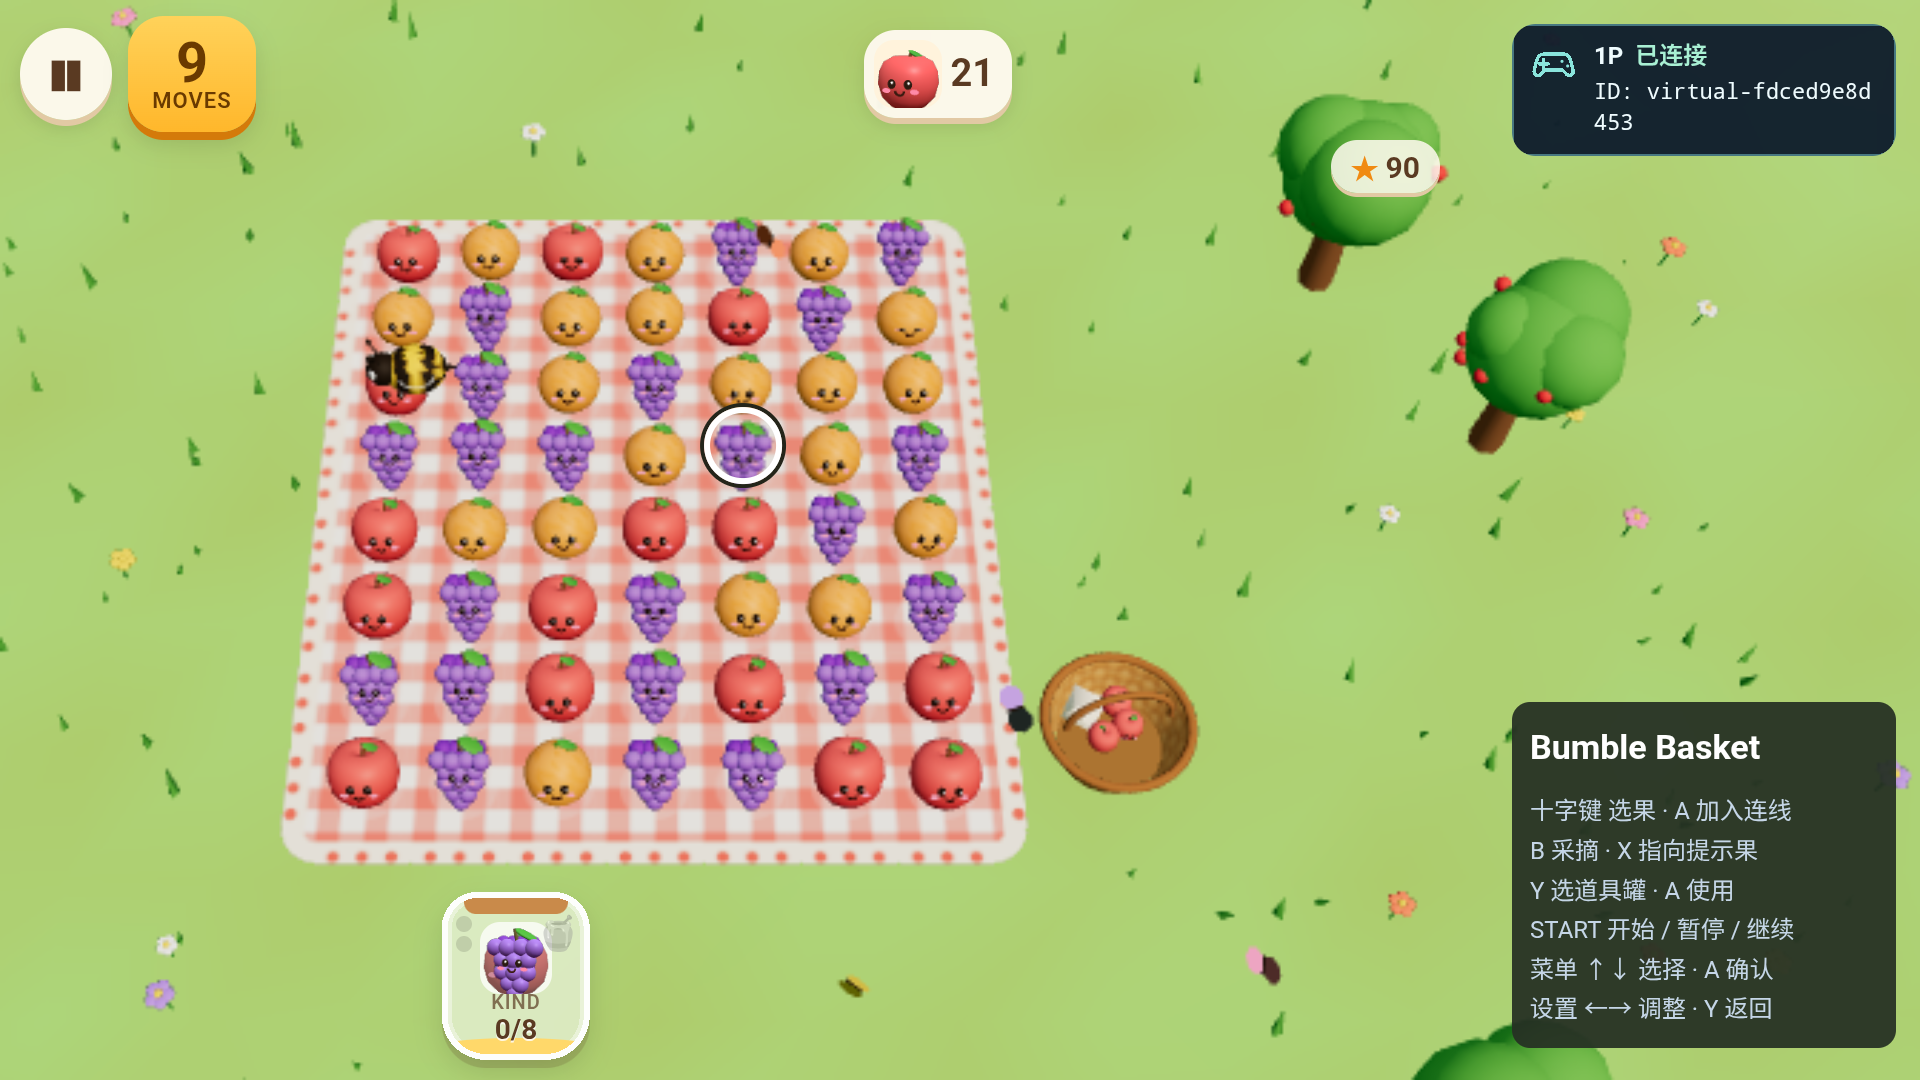 9
MOVES
21
1P 已连接
ID: virtual-fdced9e8d
453
★ 90
Bumble Basket
十字键 选果 · A 加入连线
B 采摘 · X 指向提示果
Y 选道具罐 · A 使用
START 开始 / 暂停 / 继续
菜单 ↑↓ 选择 · A 确认
设置 ←→ 调整 · Y 返回
KIND
0/8